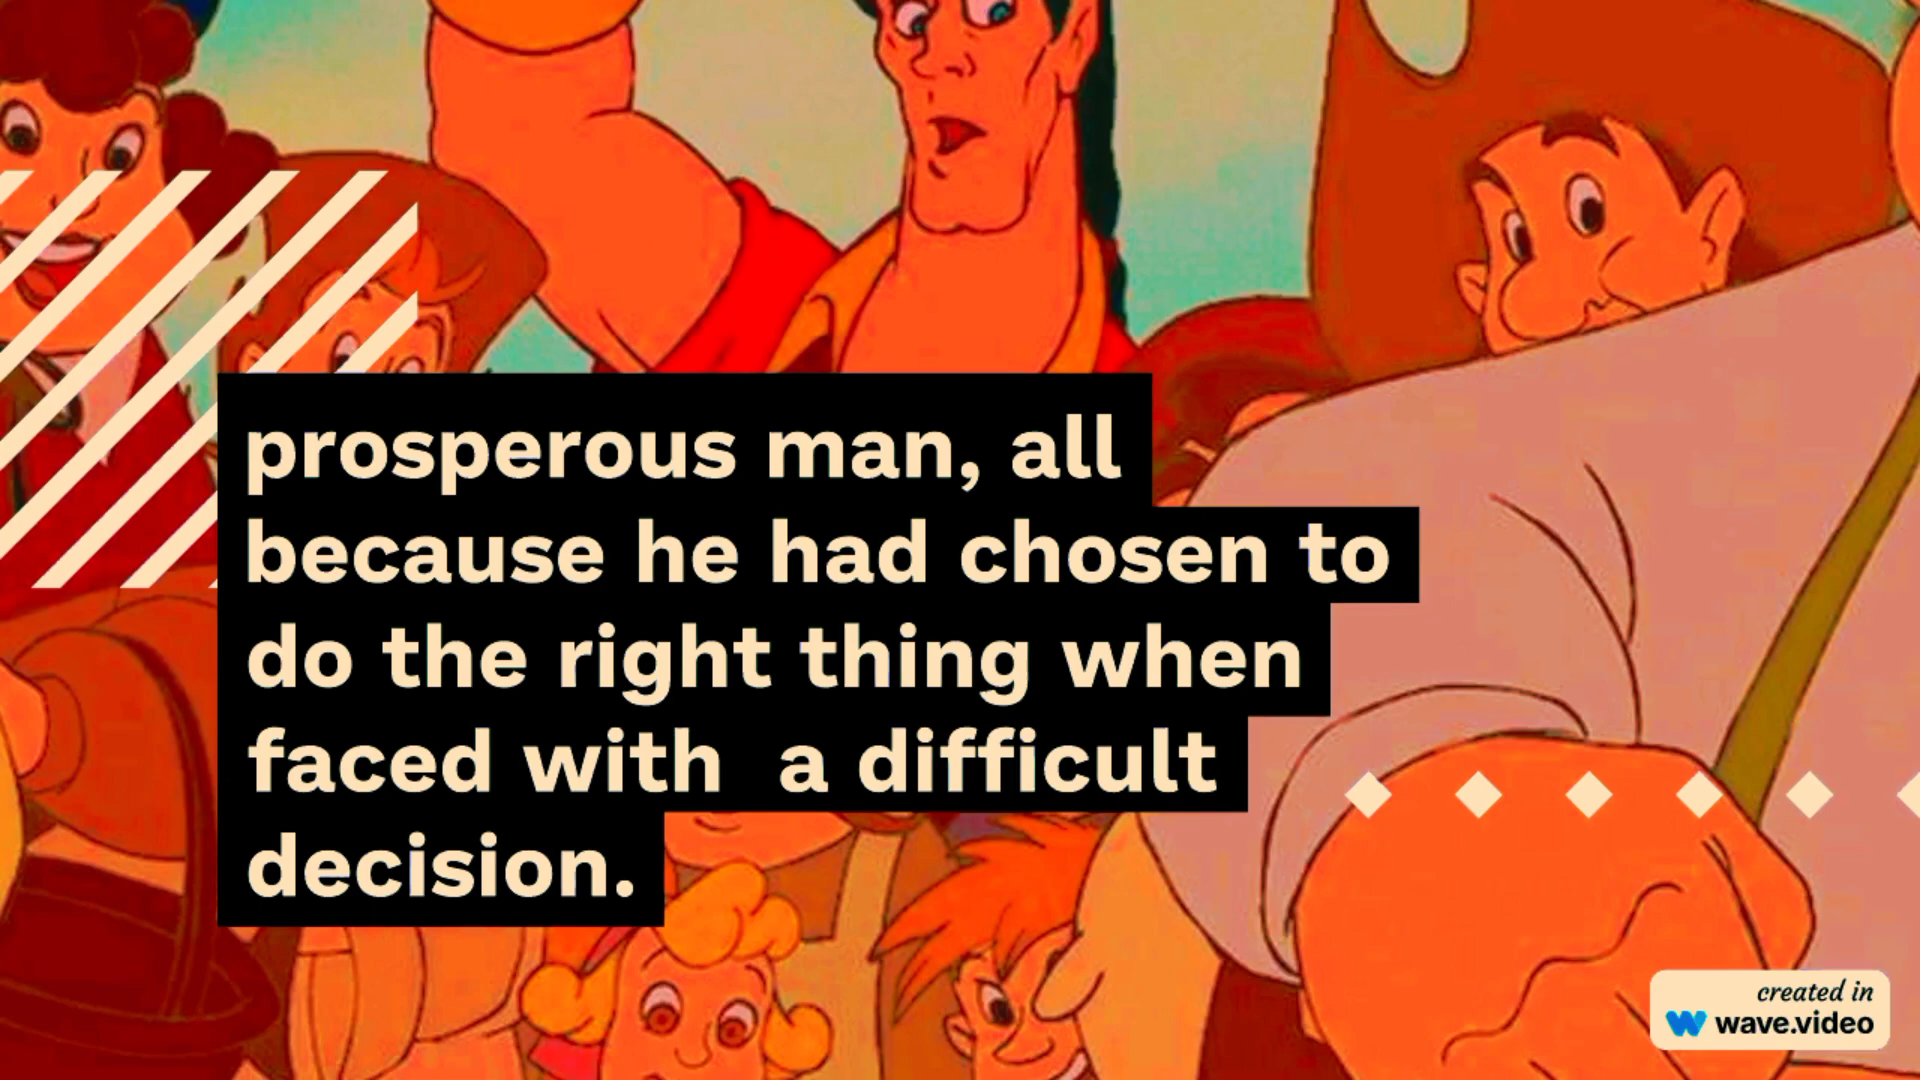 prosperous man, all
because he had chosen to
do the right thing when
faced with  a difficult
decision.
created in
wave.video